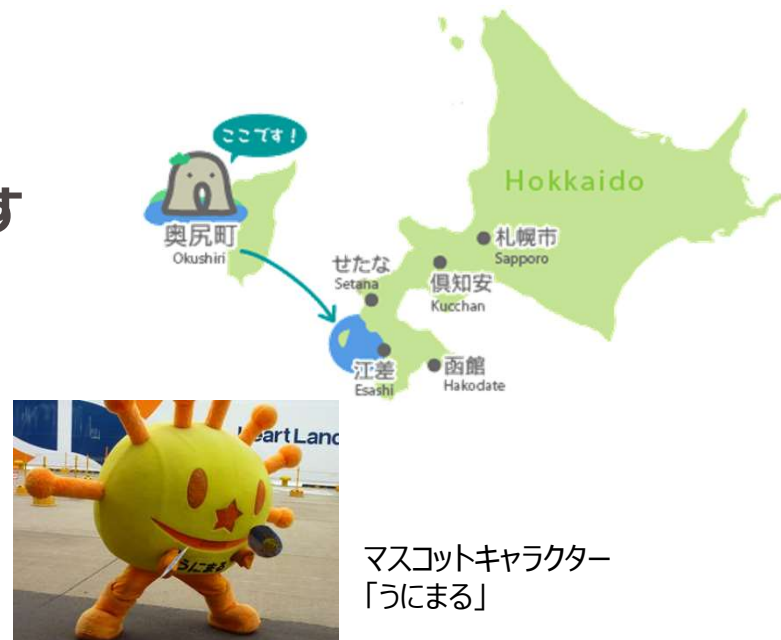 す
ここです！
Hokkaido
奥尻町
Okushiri
札幌市
Sapporo
せたな
Setana
倶知安
Kucchan
江差
Esashi
函館
Hakodate
eart Lan
うにまる
マスコットキャラクター
「うにまる」